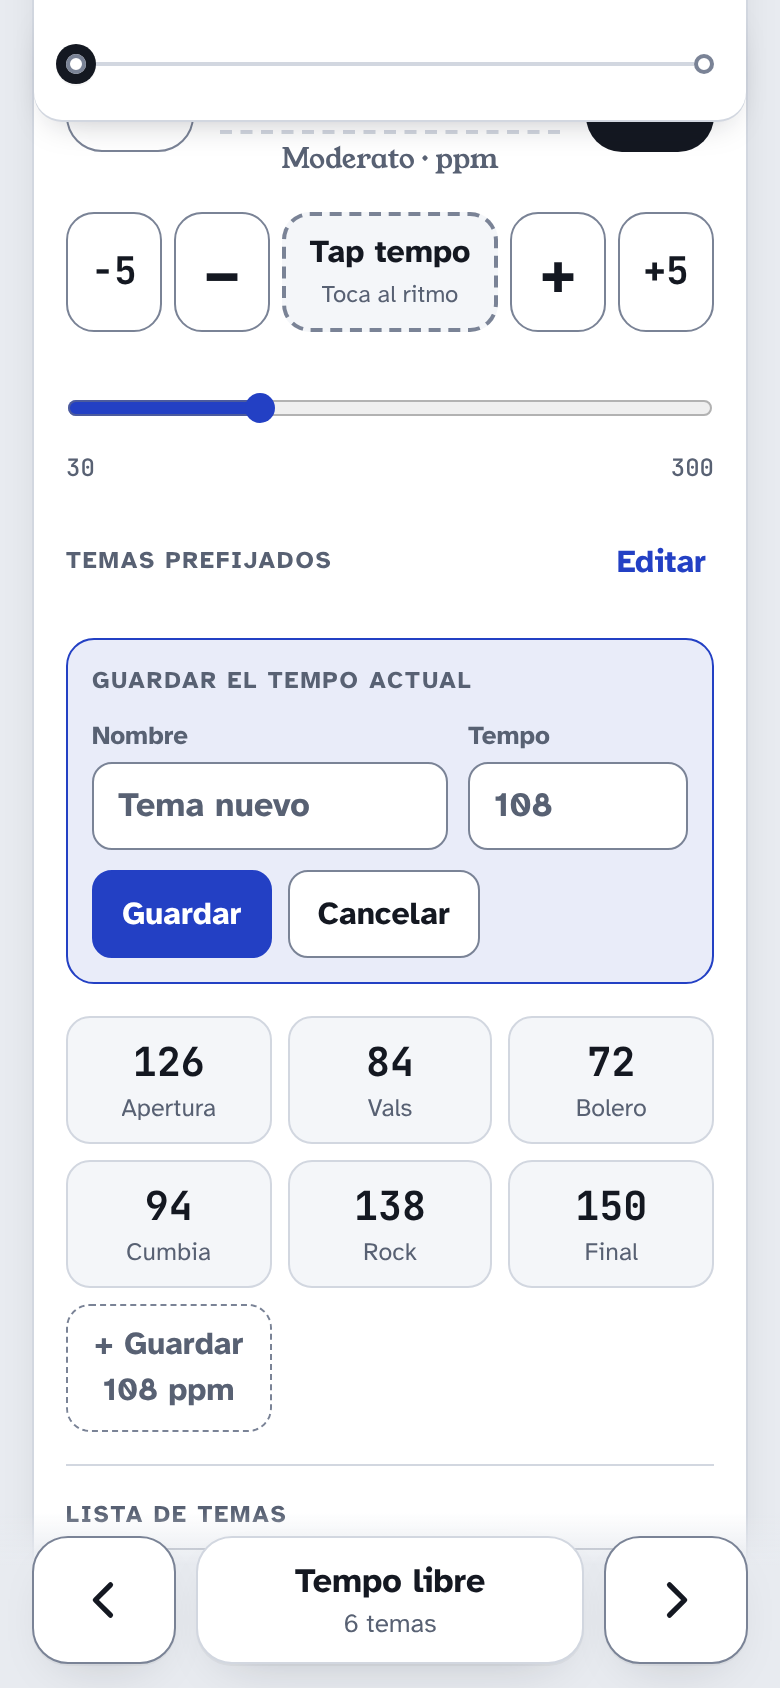 Moderato · ppm
-5
−
Tap tempo
Toca al ritmo
+
+5
30
300
TEMAS PREFIJADOS
Editar
GUARDAR EL TEMPO ACTUAL
Nombre
Tempo
Tema nuevo
108
Guardar
Cancelar
126
Apertura
84
Vals
72
Bolero
94
Cumbia
138
Rock
150
Final
+ Guardar
108 ppm
LISTA DE TEMAS
Tempo libre
6 temas